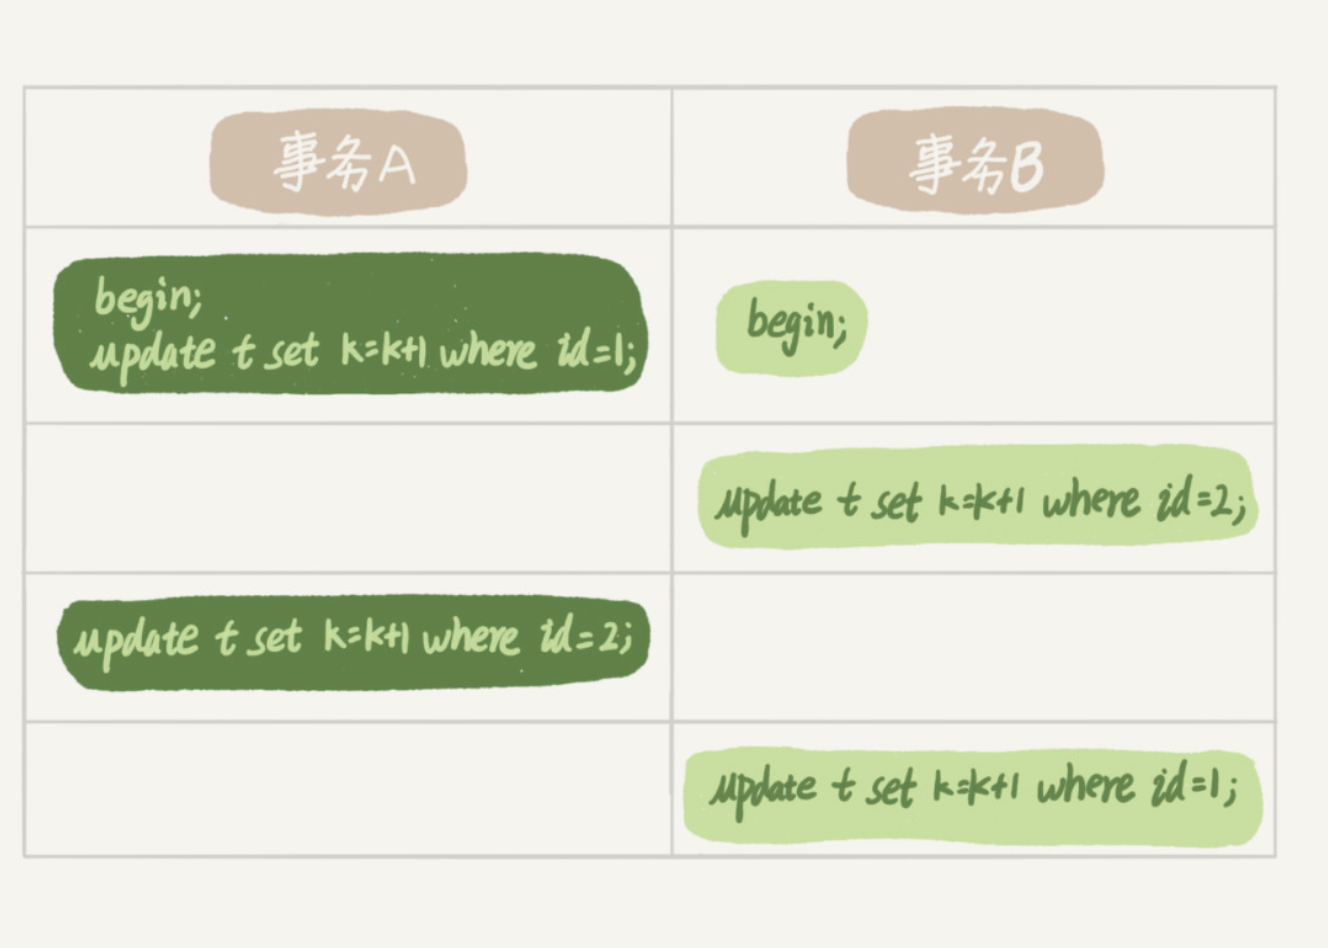 事务A
事务B
begin;
update t set k=k+1 where id=1;
begin;
update t set k=k+1 where id=2;
update t set k=k+1 where id=2;
update t set k=k+1 where id=1;